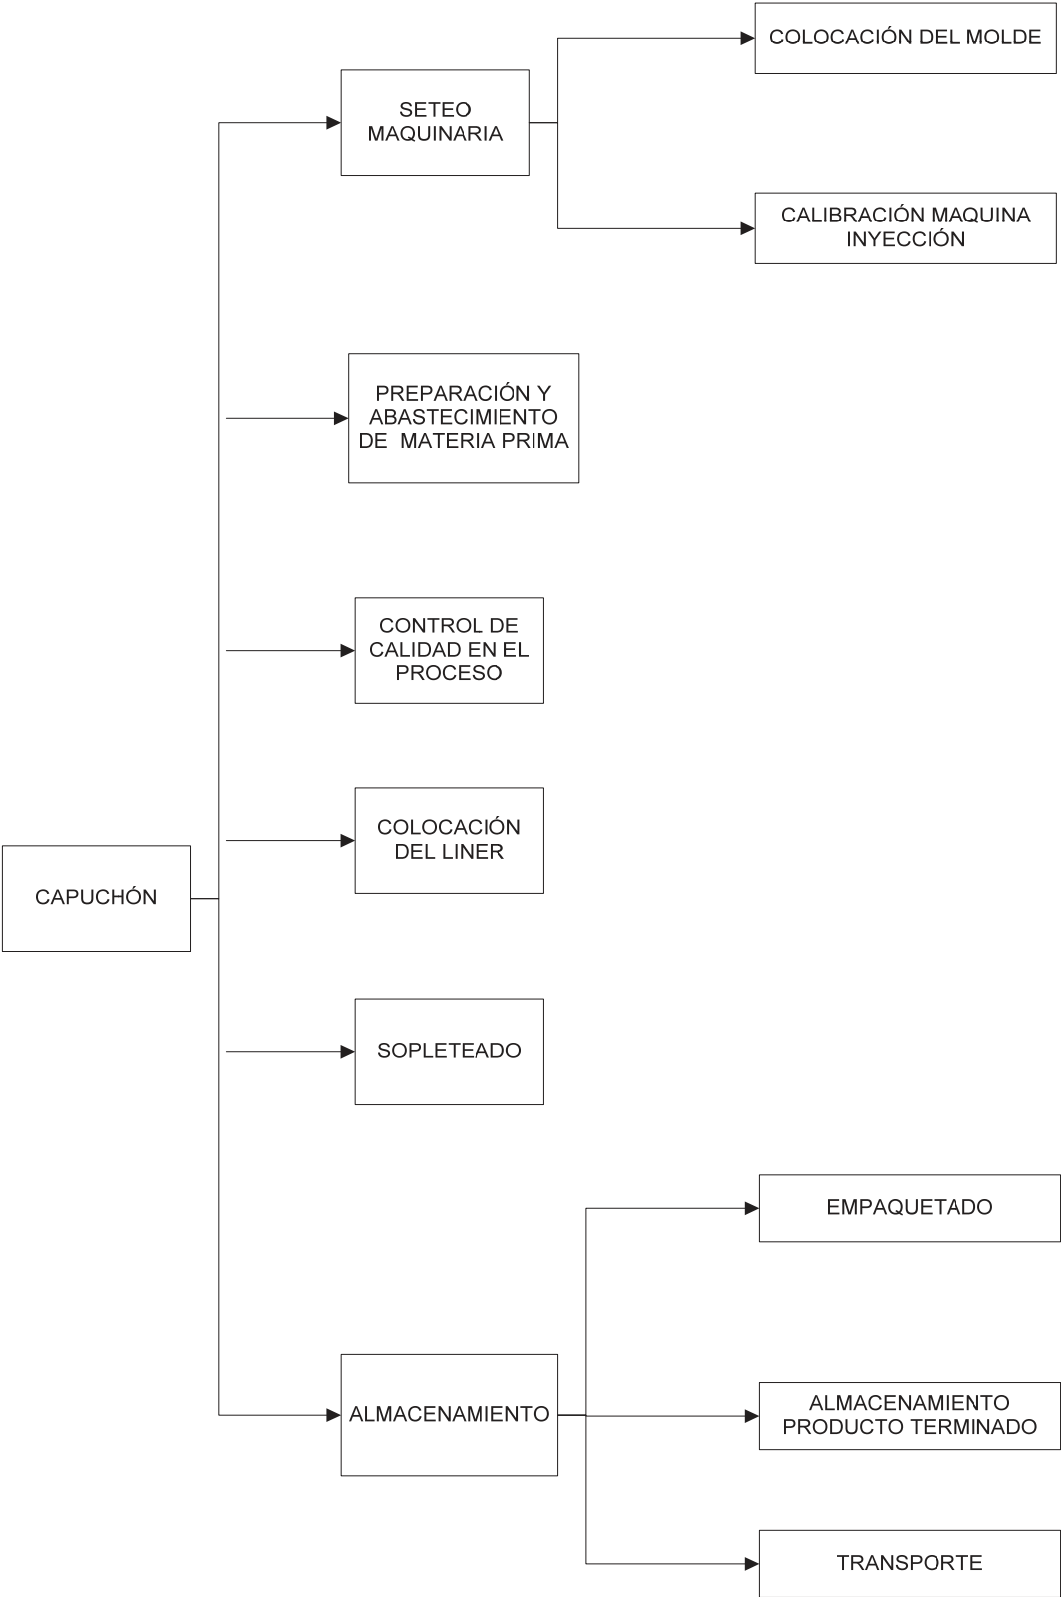 COLOCACIÓN DEL MOLDE
SETEO
MAQUINARIA
CALIBRACIÓN MAQUINA
INYECCIÓN
PREPARACIÓN Y
ABASTECIMIENTO
DE  MATERIA PRIMA
CONTROL DE
CALIDAD EN EL
PROCESO
COLOCACIÓN
DEL LINER
CAPUCHÓN
SOPLETEADO
EMPAQUETADO
ALMACENAMIENTO
ALMACENAMIENTO
PRODUCTO TERMINADO
TRANSPORTE